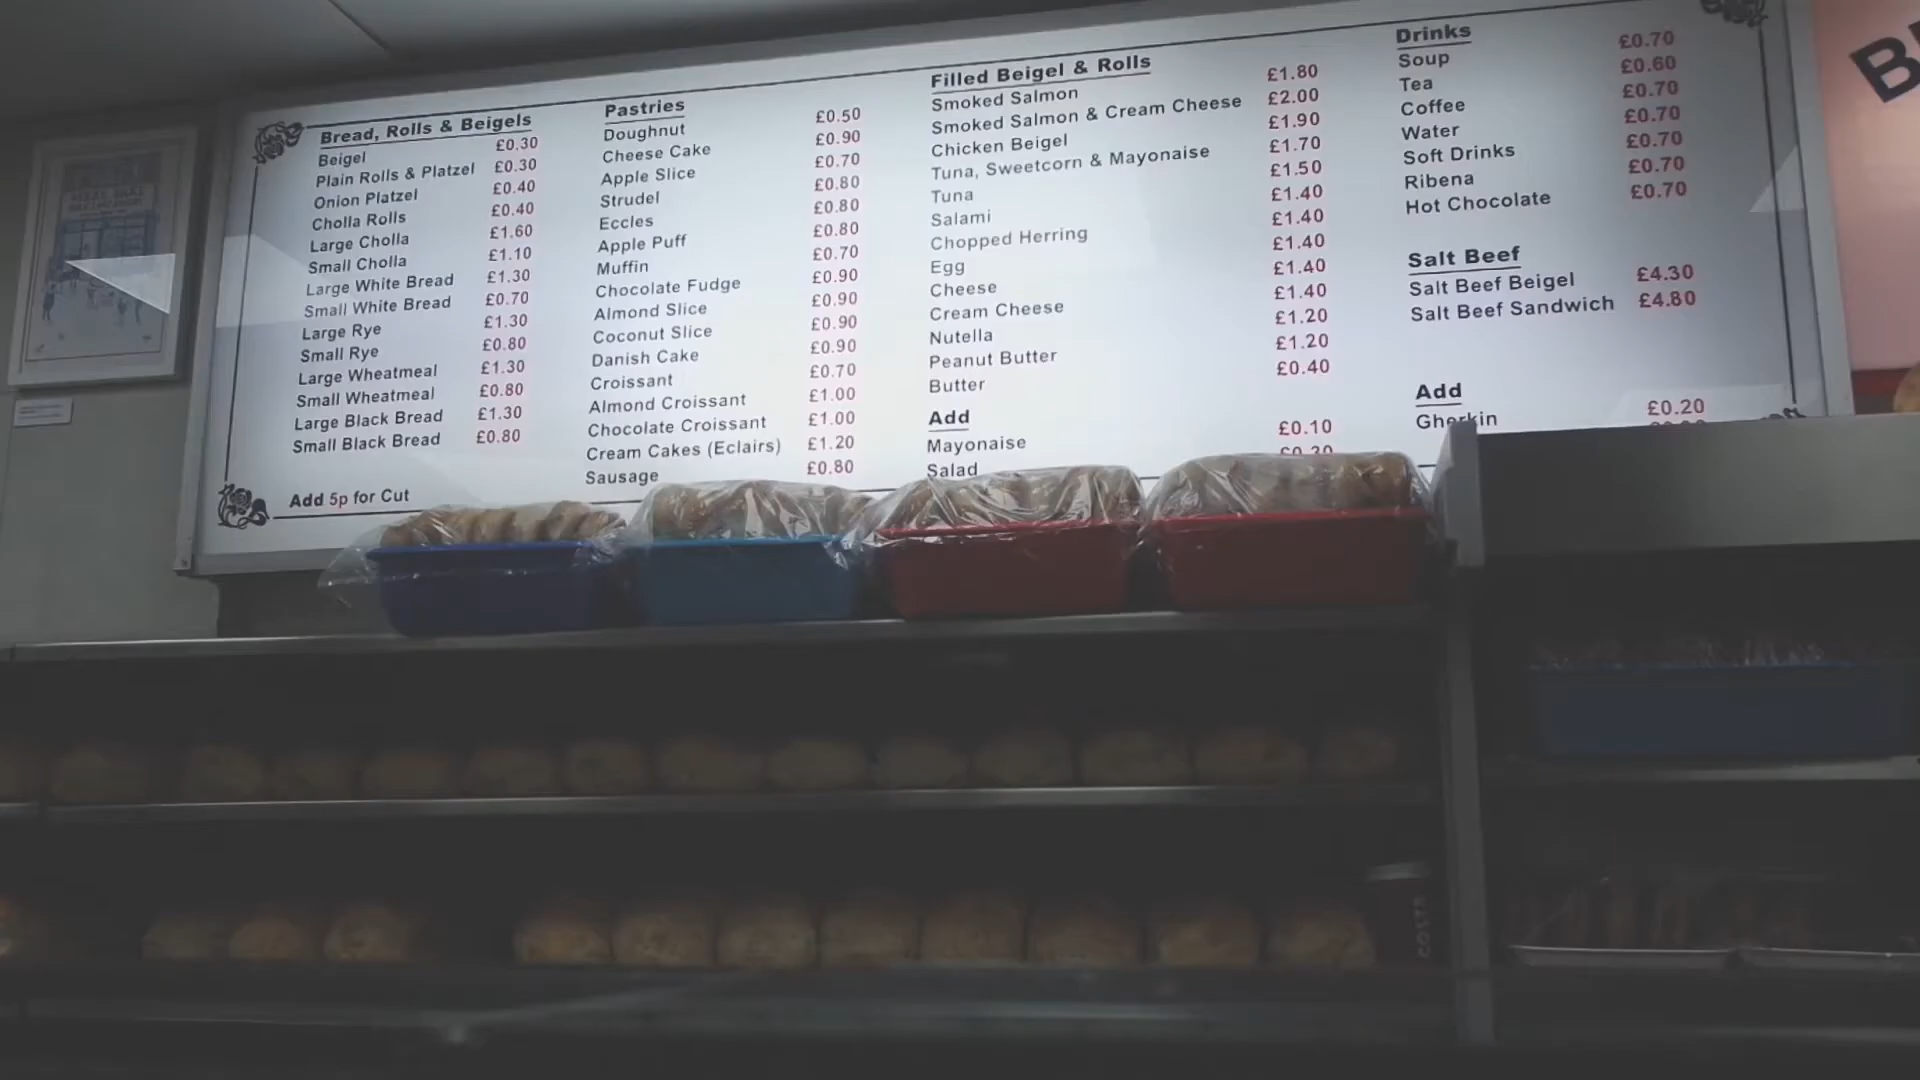 Bread, Rolls & Beigels
Beigel £0.30
Plain Rolls & Platzel £0.30
Onion Platzel £0.40
Cholla Rolls £0.40
Large Cholla £1.60
Small Cholla £1.10
Large White Bread £1.30
Small White Bread £0.70
Large Rye £1.30
Small Rye £0.80
Large Wheatmeal £1.30
Small Wheatmeal £0.80
Large Black Bread £1.30
Small Black Bread £0.80
Add 5p for Cut
Pastries
Doughnut £0.50
Cheese Cake £0.90
Apple Slice £0.70
Strudel £0.80
Eccles £0.80
Apple Puff £0.80
Muffin £0.70
Chocolate Fudge £0.90
Almond Slice £0.90
Coconut Slice £0.90
Danish Cake £0.90
Croissant £0.70
Almond Croissant £1.00
Chocolate Croissant £1.00
Cream Cakes (Eclairs) £1.20
Sausage £0.80
Filled Beigel & Rolls
Smoked Salmon £1.80
Smoked Salmon & Cream Cheese £2.00
Chicken Beigel £1.90
Tuna, Sweetcorn & Mayonaise £1.70
Tuna £1.50
Salami £1.40
Chopped Herring £1.40
Egg £1.40
Cheese £1.40
Cream Cheese £1.40
Nutella £1.20
Peanut Butter £1.20
Butter £0.40
Add
Mayonaise £0.10
Salad
Drinks
Soup £0.70
Tea £0.60
Coffee £0.70
Water £0.70
Soft Drinks £0.70
Ribena £0.70
Hot Chocolate £0.70
Salt Beef
Salt Beef Beigel £4.30
Salt Beef Sandwich £4.80
Add
Gherkin £0.20
COSTA